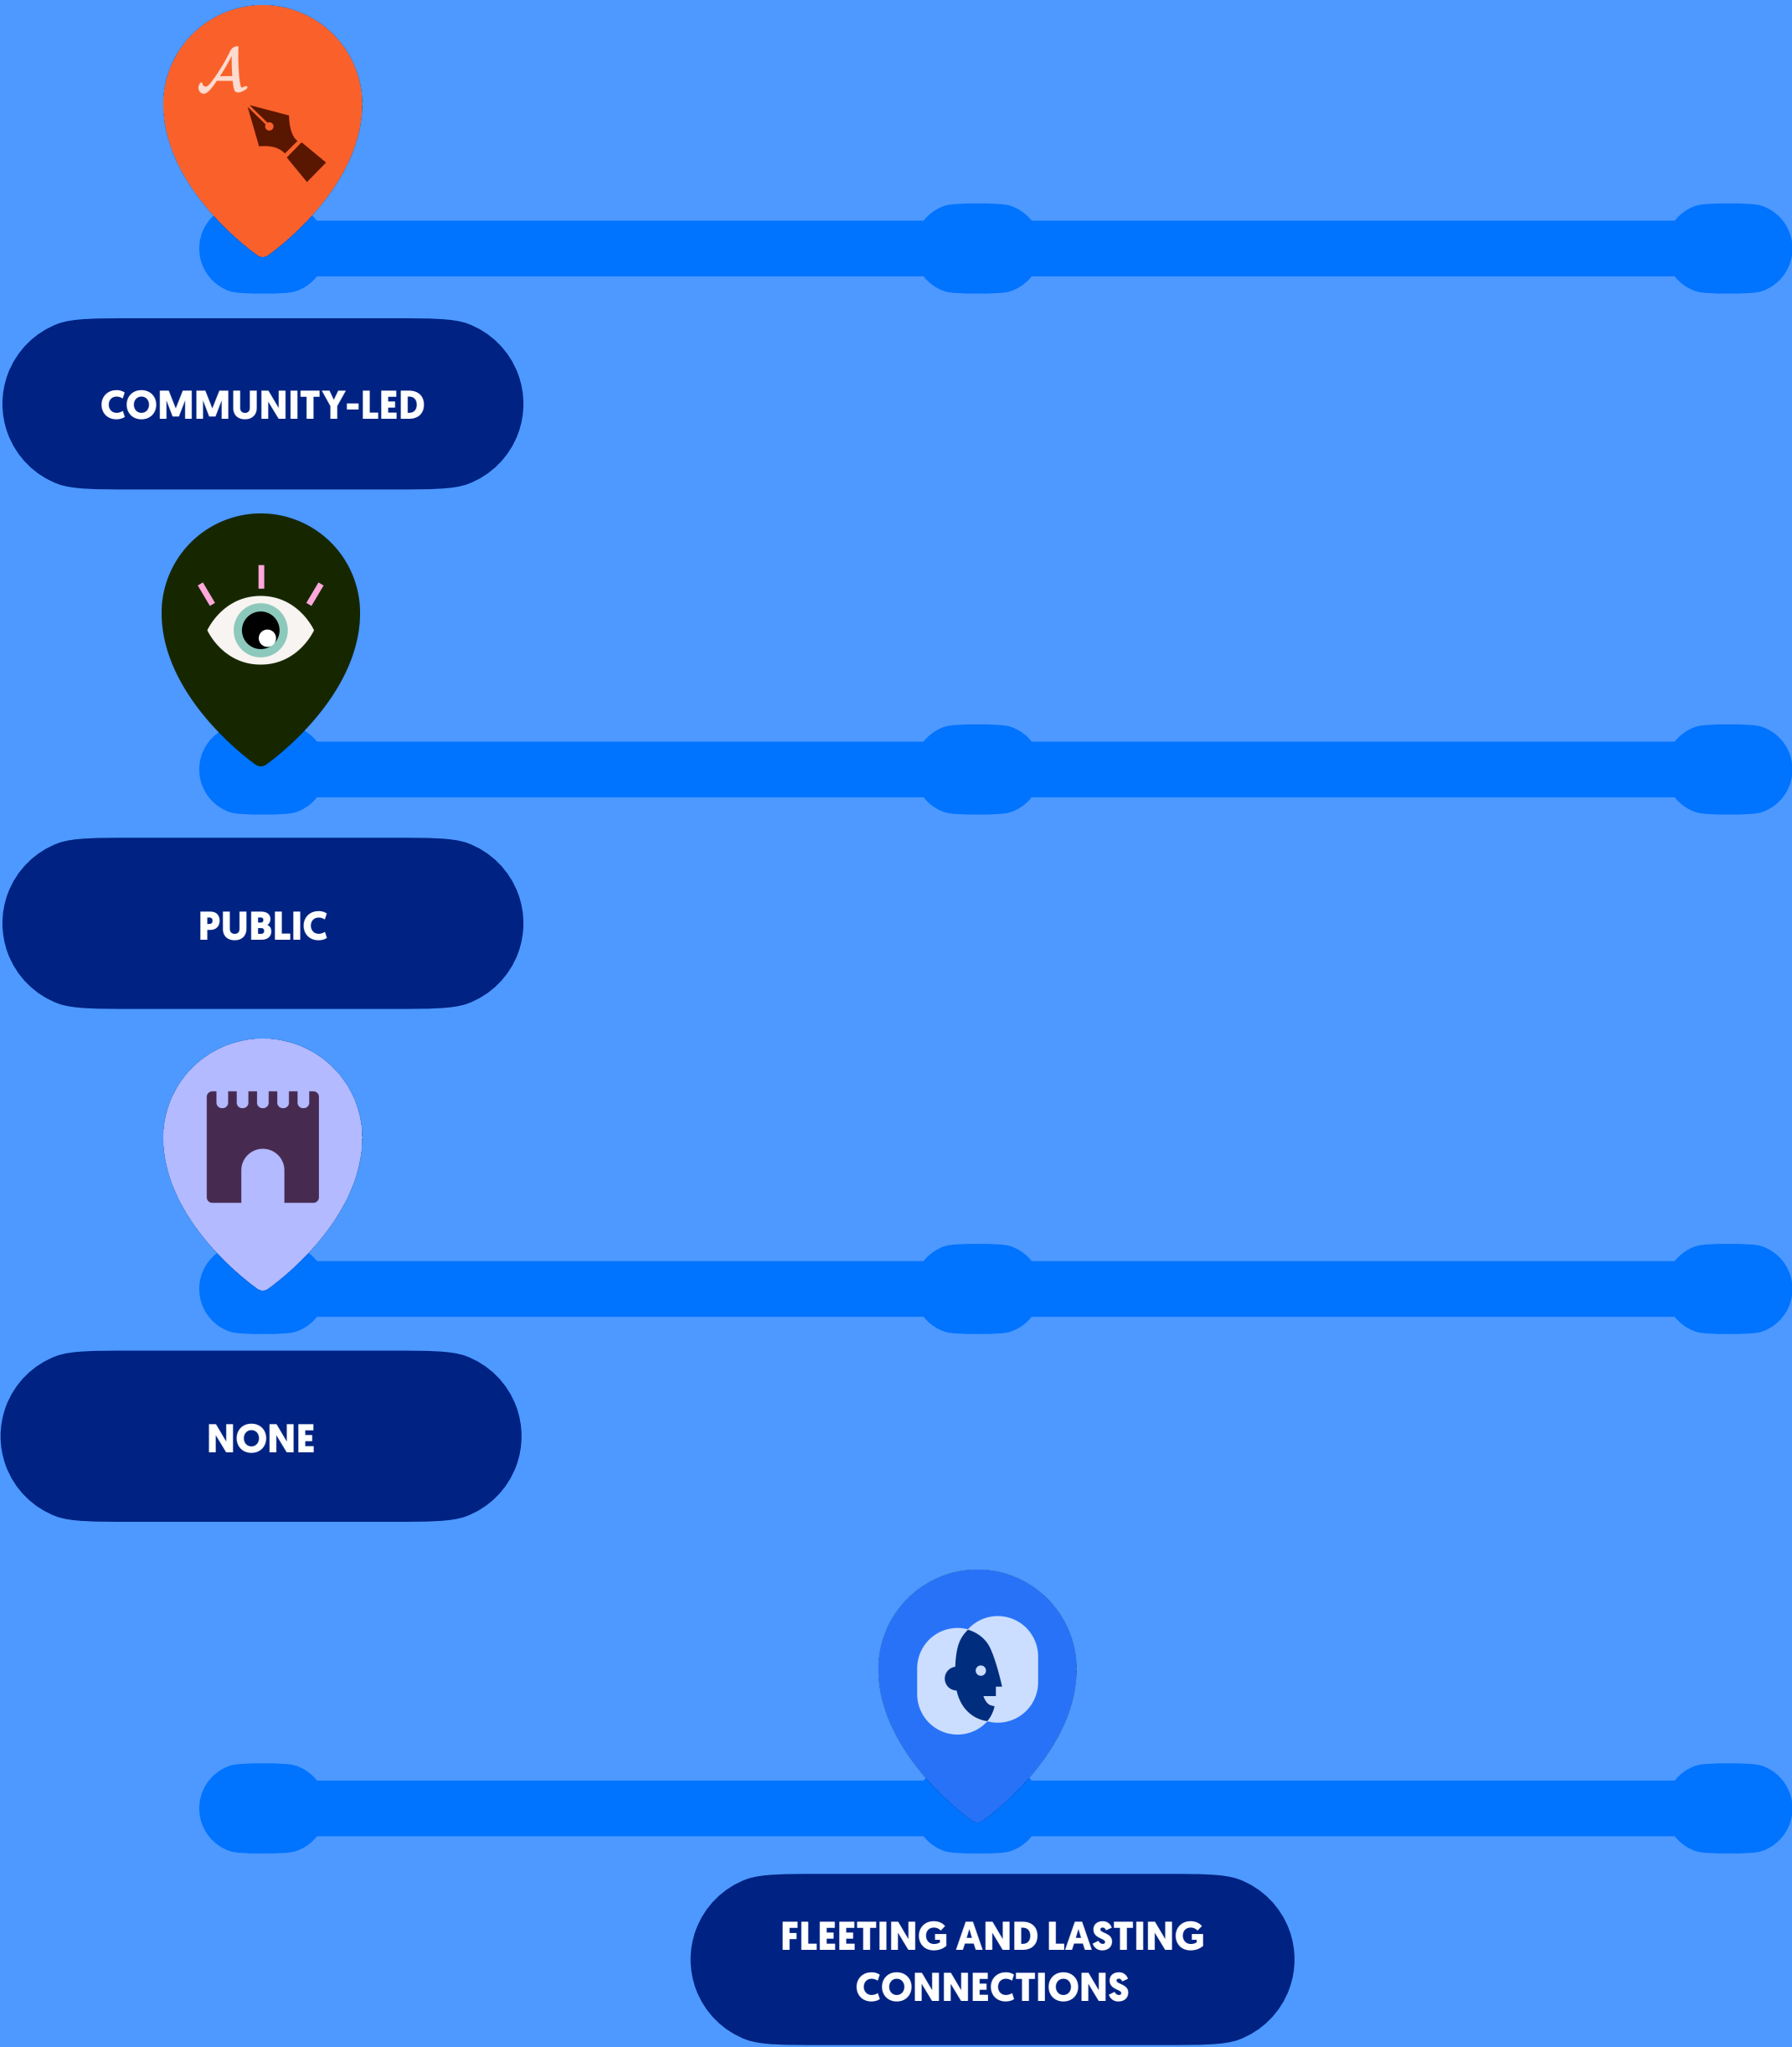 A
COMMUNITY-LED
PUBLIC
NONE
FLEETING AND LASTING
CONNECTIONS